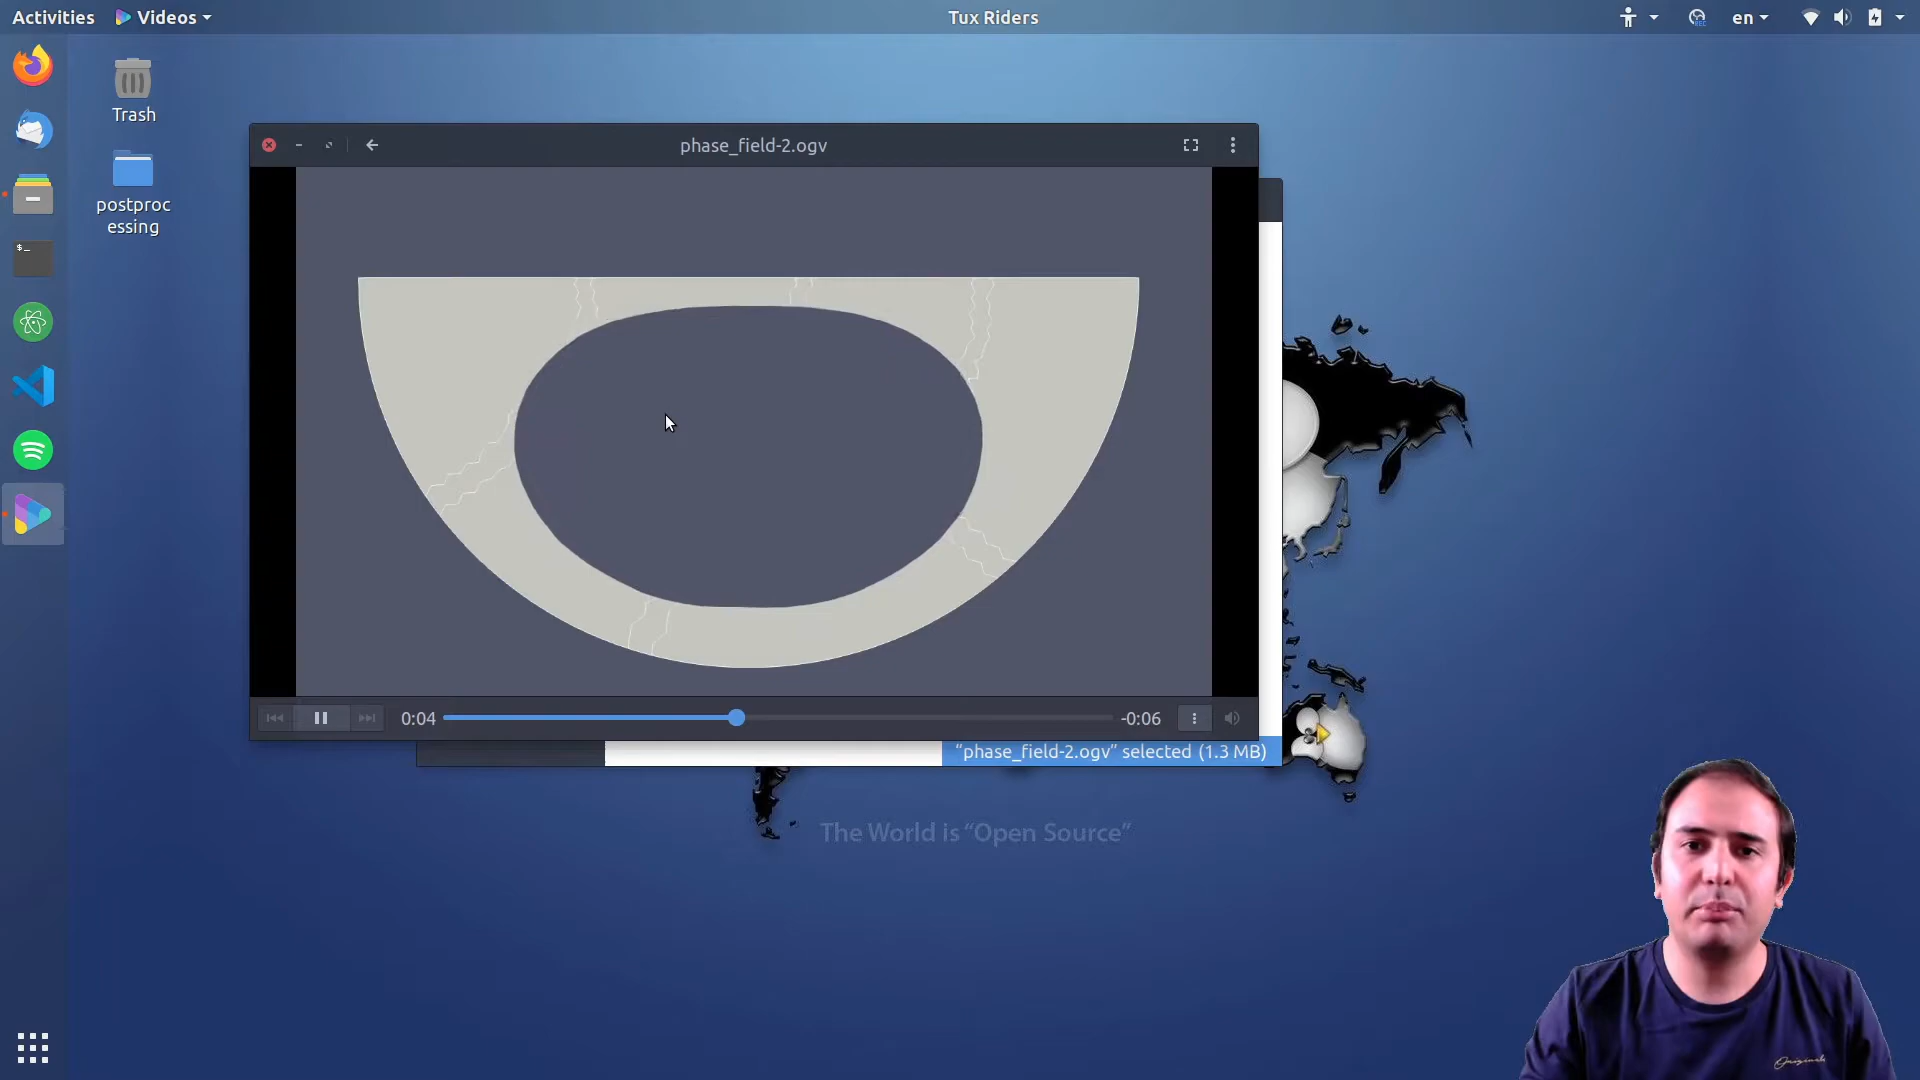 Activities
Videos
Tux Riders
en
Trash
postproc
essing
phase_field-2.ogv
$_
0:04
-0:06
“phase_field-2.ogv” selected (1.3 MB)
The World is “Open Source”
Originals